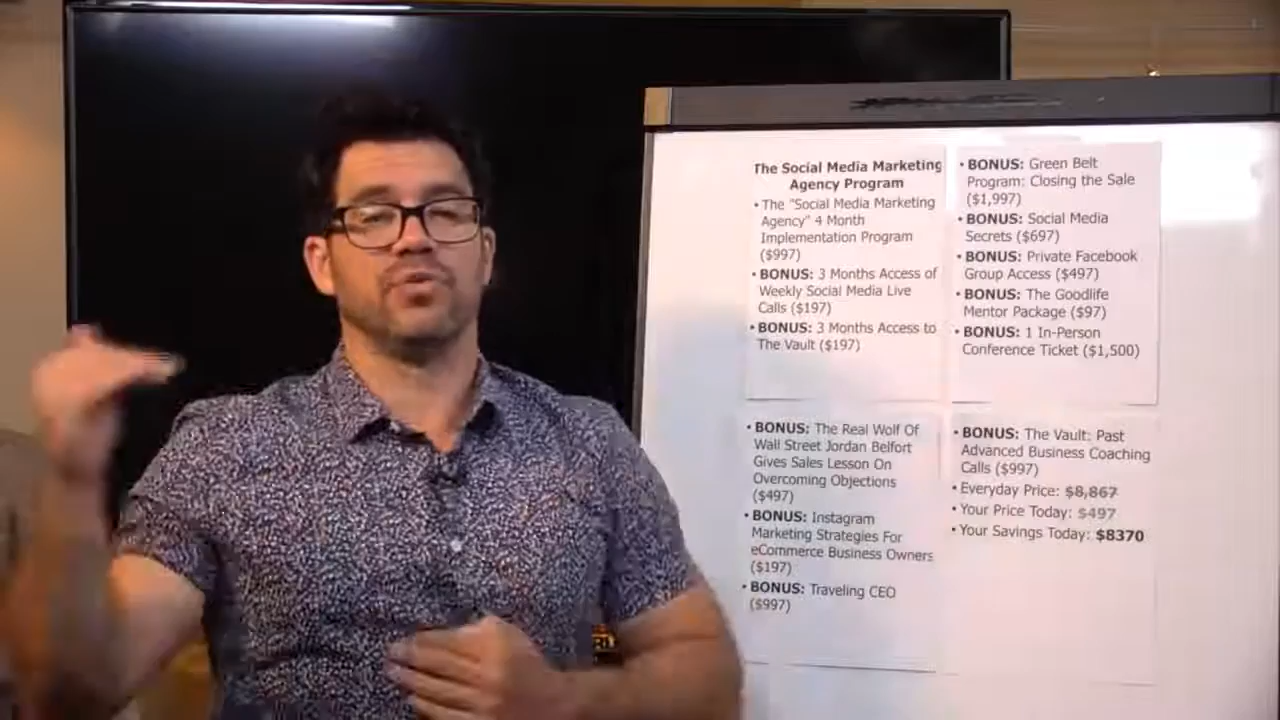 The Social Media Marketing
Agency Program
• The "Social Media Marketing
Agency" 4 Month
Implementation Program
($997)
• BONUS: 3 Months Access of
Weekly Social Media Live
Calls ($197)
• BONUS: 3 Months Access to
The Vault ($197)
• BONUS: Green Belt
Program: Closing the Sale
($1,997)
• BONUS: Social Media
Secrets ($697)
• BONUS: Private Facebook
Group Access ($497)
• BONUS: The Goodlife
Mentor Package ($97)
• BONUS: 1 In-Person
Conference Ticket ($1,500)
• BONUS: The Real Wolf Of
Wall Street Jordan Belfort
Gives Sales Lesson On
Overcoming Objections
($497)
• BONUS: Instagram
Marketing Strategies For
eCommerce Business Owners
($197)
• BONUS: Traveling CEO
($997)
• BONUS: The Vault: Past
Advanced Business Coaching
Calls ($997)
• Everyday Price: $8,867
• Your Price Today: $497
• Your Savings Today: $8370